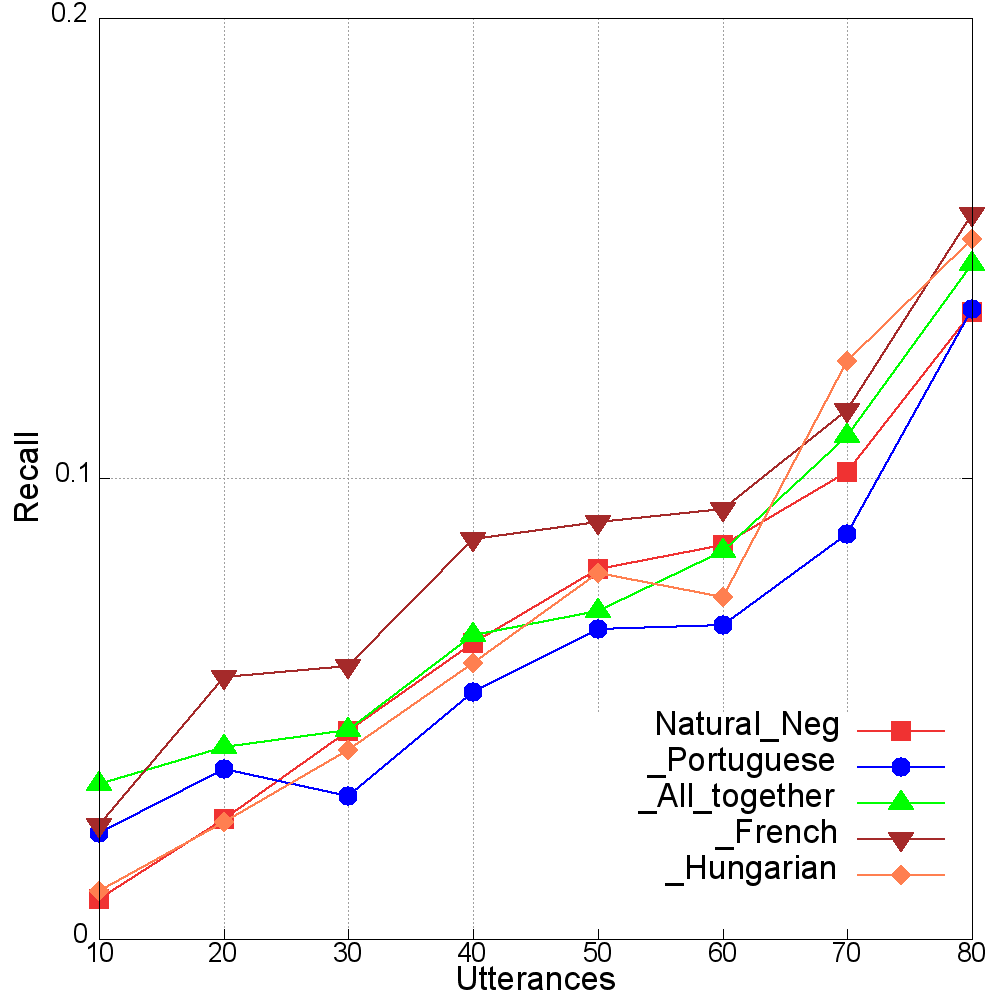 0.2
0.1
0
Recall
10 20 30 40 50 60 70 80
Utterances
Natural_Neg
_Portuguese
_All_together
_French
_Hungarian